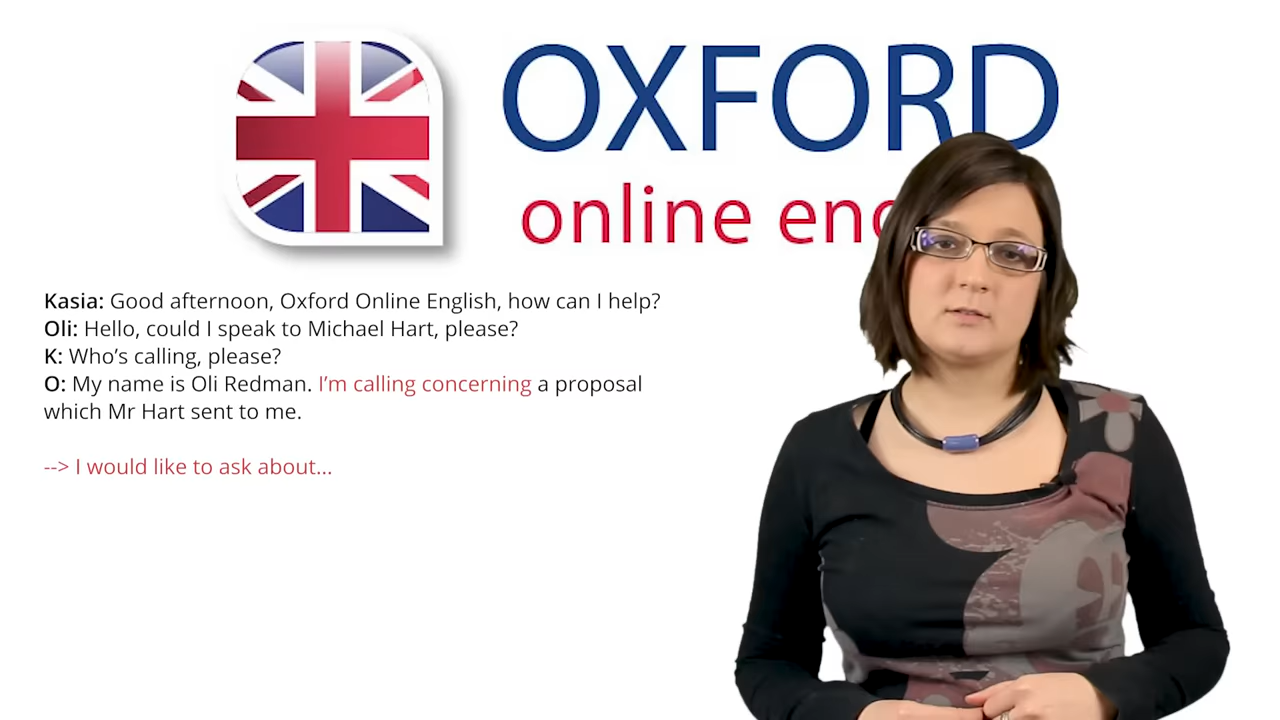 OXFORD
online eng
Kasia: Good afternoon, Oxford Online English, how can I help?
Oli: Hello, could I speak to Michael Hart, please?
K: Who's calling, please?
O: My name is Oli Redman. I'm calling concerning a proposal
which Mr Hart sent to me.
--> I would like to ask about...